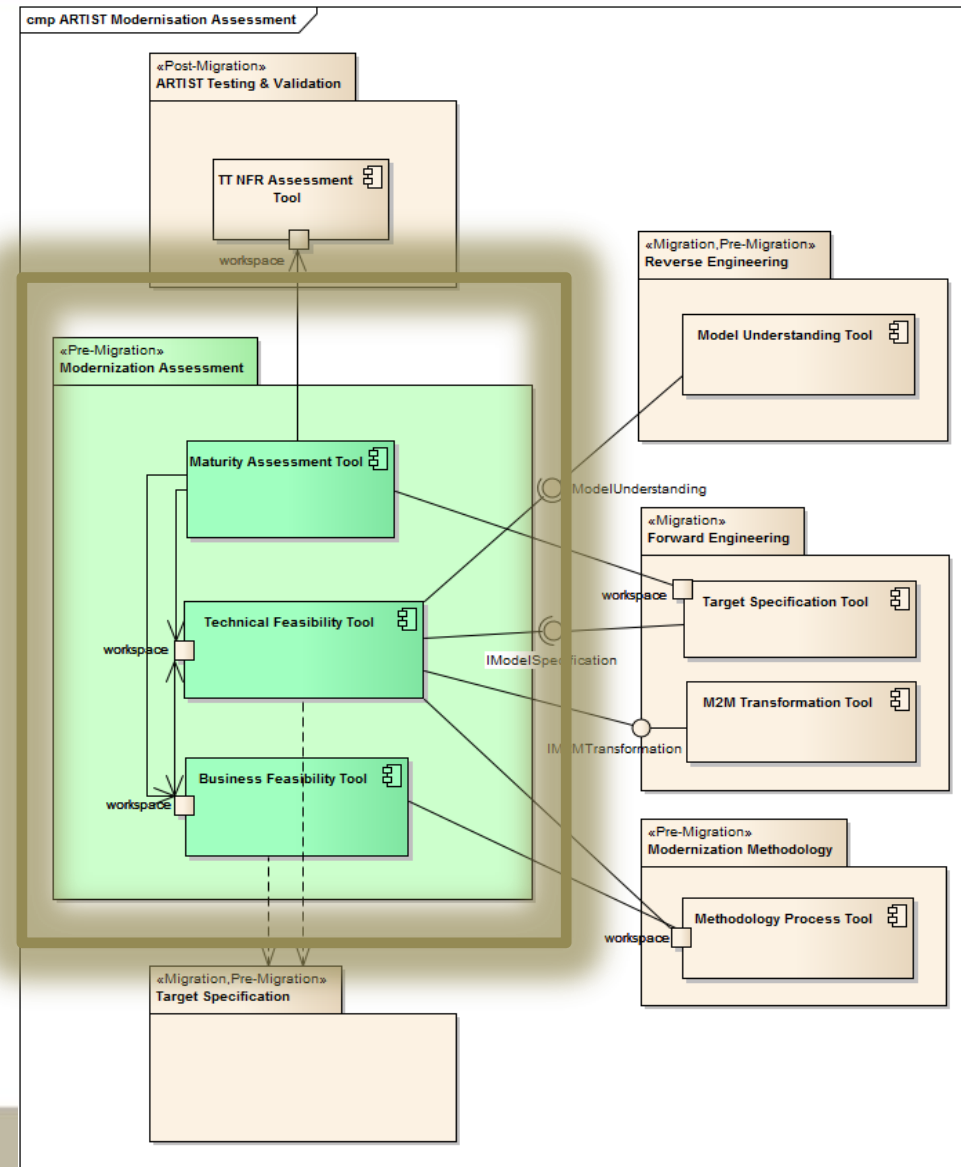 cmp ARTIST Modernisation Assessment
«Post-Migration»
ARTIST Testing & Validation
TT NFR Assessment
Tool
workspace
«Migration,Pre-Migration»
Reverse Engineering
Model Understanding Tool
«Pre-Migration»
Modernization Assessment
Maturity Assessment Tool
ModelUnderstanding
«Migration»
Forward Engineering
workspace
Target Specification Tool
Technical Feasibility Tool
workspace
IModelSpecification
M2M Transformation Tool
IM2MTransformation
Business Feasibility Tool
workspace
«Pre-Migration»
Modernization Methodology
Methodology Process Tool
workspace
«Migration,Pre-Migration»
Target Specification